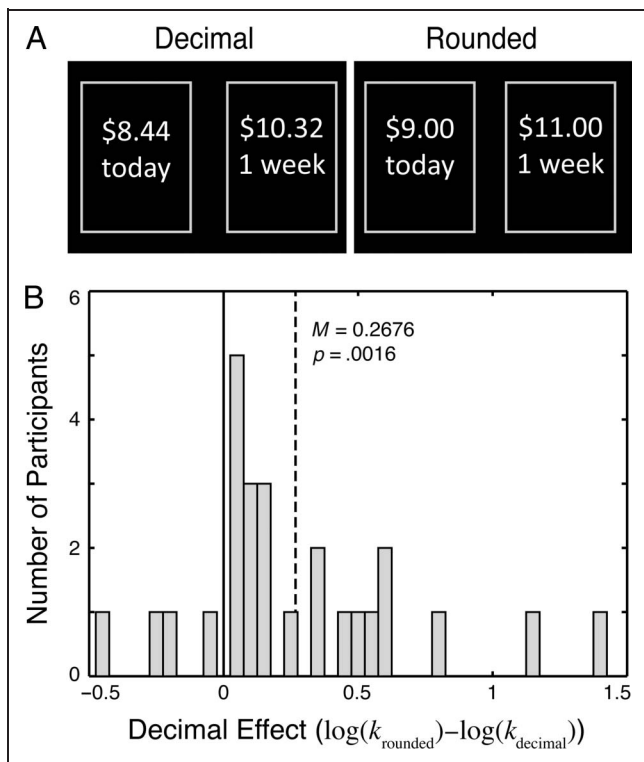 A
Decimal
Rounded
$8.44
today
$10.32
1 week
$9.00
today
$11.00
1 week
B
6
4
2
0
Number of Participants
M = 0.2676
p = .0016
−0.5
0
0.5
1
1.5
Decimal Effect (log(k_rounded)−log(k_decimal))